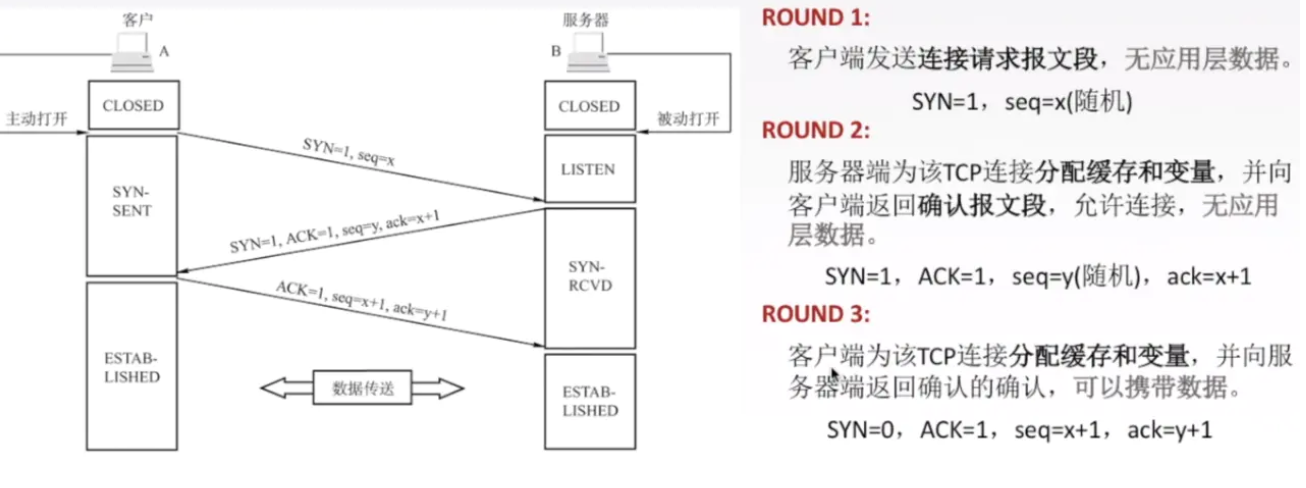 客户
A
服务器
B
CLOSED
CLOSED
主动打开
被动打开
SYN=1, seq=x
LISTEN
SYN-
SENT
SYN=1, ACK=1, seq=y, ack=x+1
SYN-
RCVD
ACK=1, seq=x+1, ack=y+1
ESTAB-
LISHED
数据传送
ESTAB-
LISHED
ROUND 1:
客户端发送连接请求报文段，无应用层数据。
SYN=1，seq=x(随机)
ROUND 2:
服务器端为该TCP连接分配缓存和变量，并向
客户端返回确认报文段，允许连接，无应用
层数据。
SYN=1，ACK=1，seq=y(随机)，ack=x+1
ROUND 3:
客户端为该TCP连接分配缓存和变量，并向服
务器端返回确认的确认，可以携带数据。
SYN=0，ACK=1，seq=x+1，ack=y+1